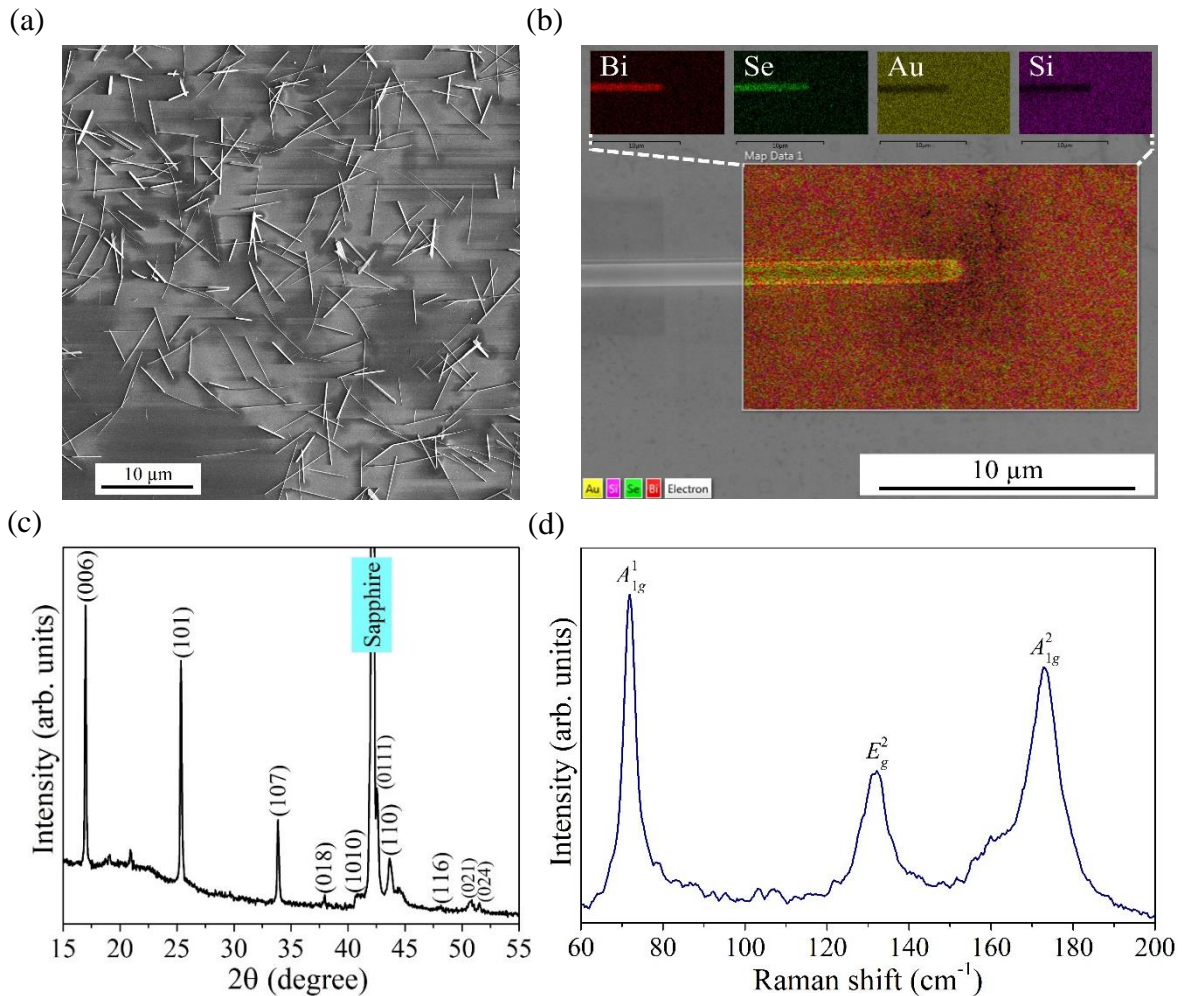 (a)
10 µm
(b)
Bi Se Au Si
10µm 10µm 10µm 10µm
Map Data 1
10 µm
Au Si Se Bi Electron
(c)
Intensity (arb. units)
(006)
(101)
(107)
(018)
(1010)
Sapphire
(0111)
(110)
(116)
(021)
(024)
15 20 25 30 35 40 45 50 55
2θ (degree)
(d)
Intensity (arb. units)
A¹₁g
E²g
A²₁g
60 80 100 120 140 160 180 200
Raman shift (cm⁻¹)